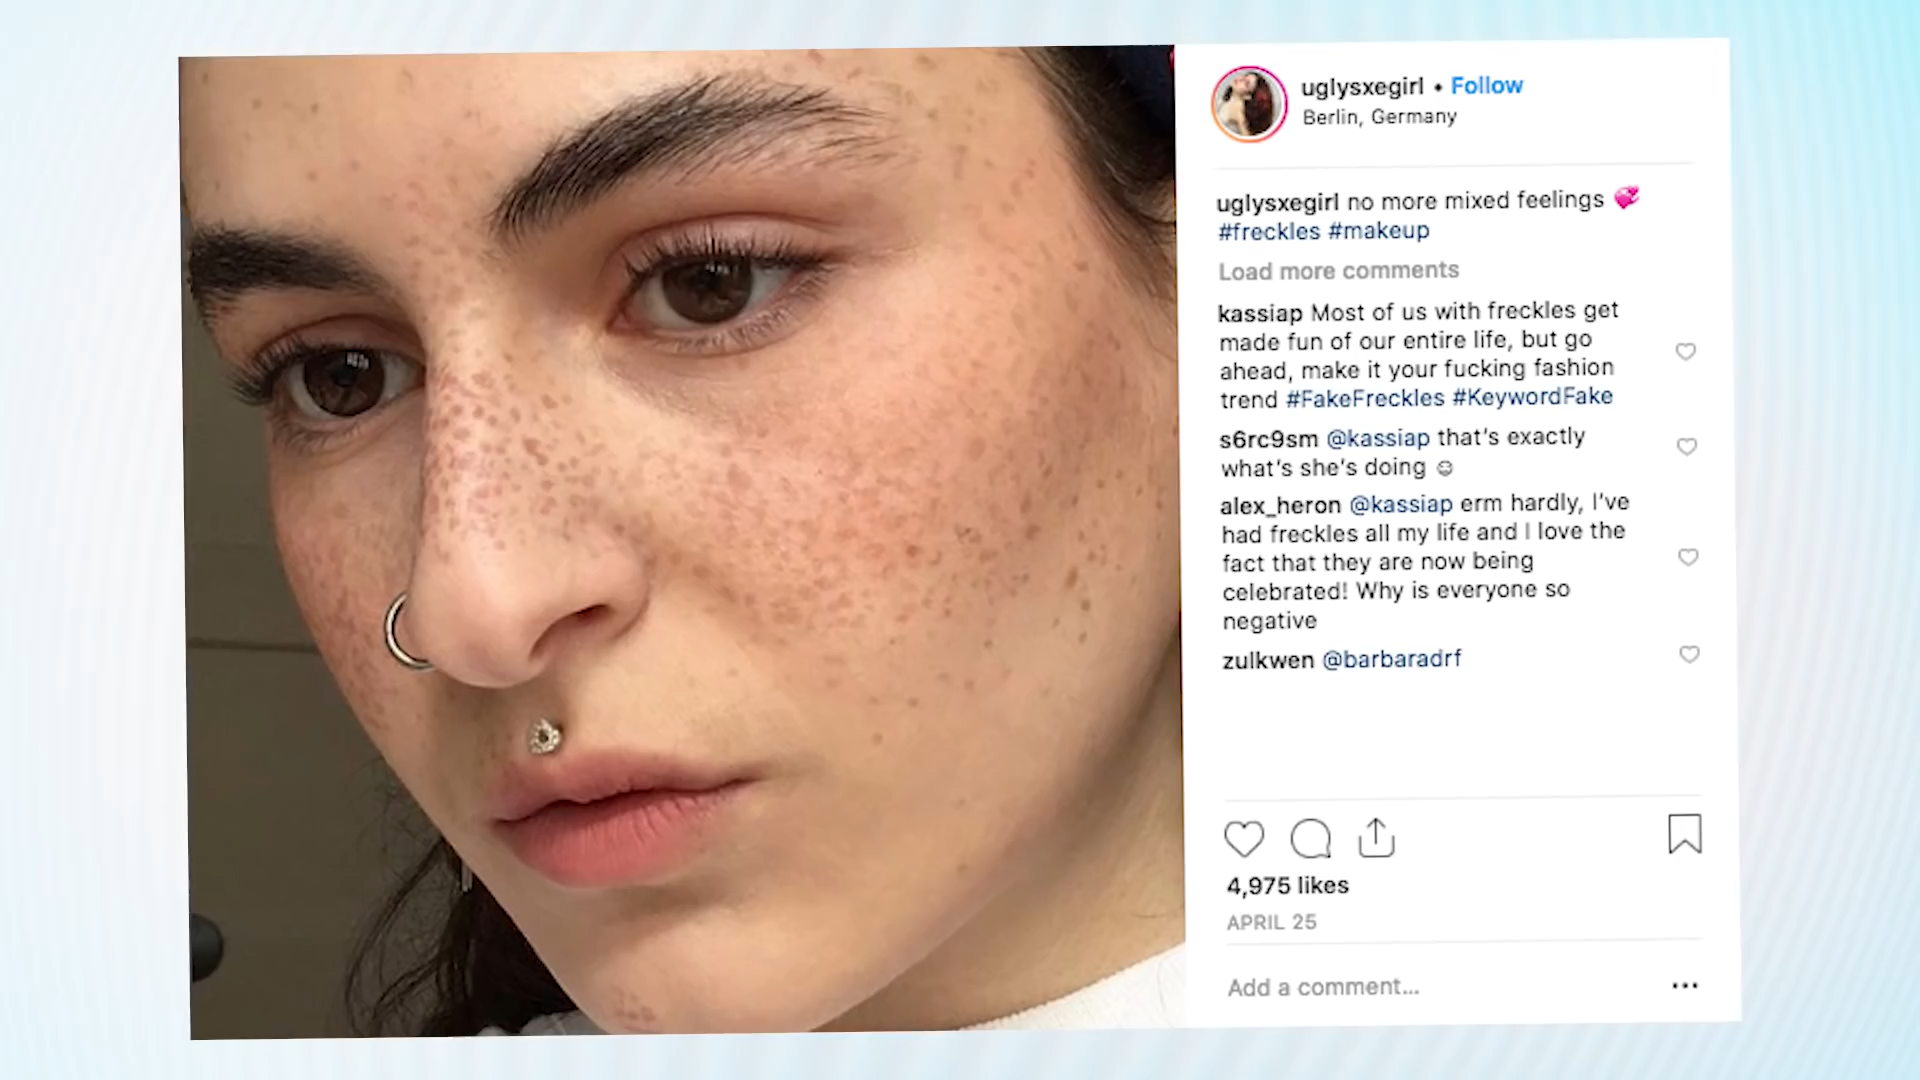 uglysxegirl • Follow
Berlin, Germany
uglysxegirl no more mixed feelings 💞
#freckles #makeup
Load more comments
kassiap Most of us with freckles get
made fun of our entire life, but go
ahead, make it your fucking fashion
trend #FakeFreckles #KeywordFake
s6rc9sm @kassiap that's exactly
what's she's doing ☺
alex_heron @kassiap erm hardly, I've
had freckles all my life and I love the
fact that they are now being
celebrated! Why is everyone so
negative
zulkwen @barbaradrf
4,975 likes
APRIL 25
Add a comment...